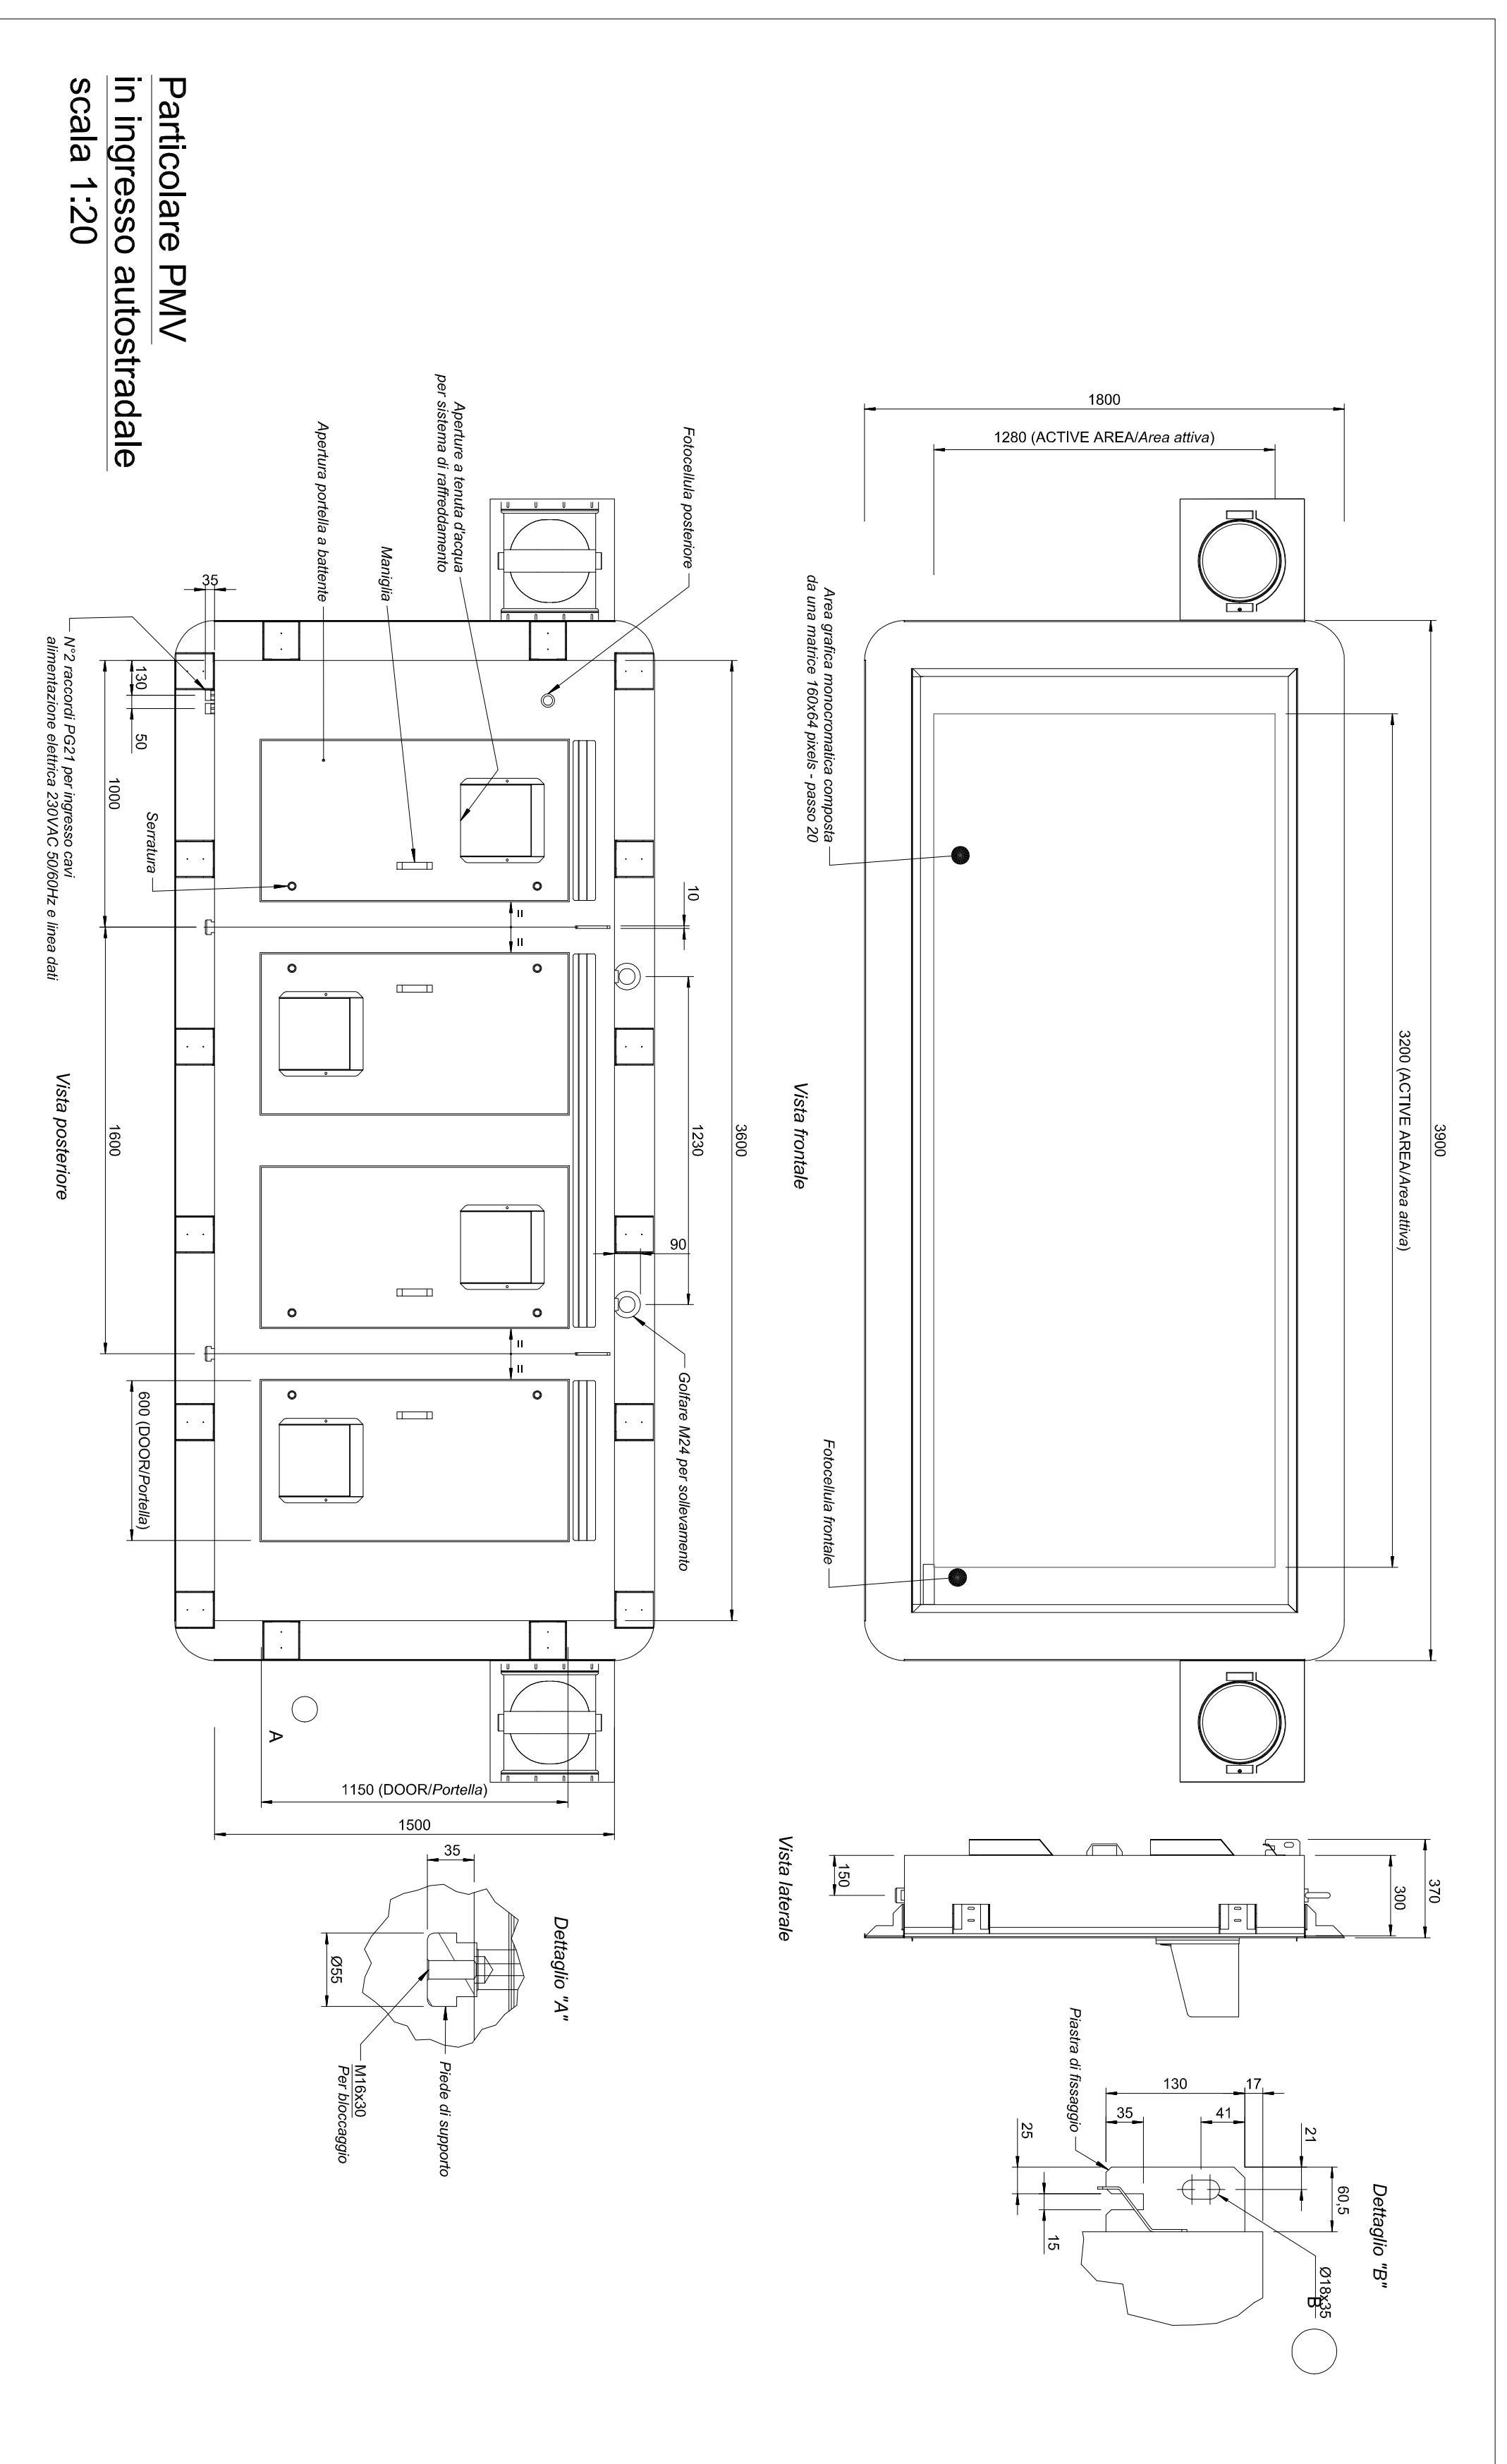 Particolare PMV
in ingresso autostradale
scala 1:20
3900
3200 (ACTIVE AREA/Area attiva)
1800
1280 (ACTIVE AREA/Area attiva)
Area grafica monocromatica composta
da una matrice 160x64 pixels - passo 20
Fotocellula frontale
Vista frontale
370
300
150
Vista laterale
Dettaglio "B"
60,5
21
17
130
41
35
25
15
Ø18x35
B
Piastra di fissaggio
3600
1230
10
90
Fotocellula posteriore
Aperture a tenuta d'acqua
per sistema di raffreddamento
Maniglia
Apertura portella a battente
Golfare M24 per sollevamento
=
=
=
=
35
130
50
1000
1600
Serratura
600 (DOOR/Portella)
N°2 raccordi PG21 per ingresso cavi
alimentazione elettrica 230VAC 50/60Hz e linea dati
Vista posteriore
A
1150 (DOOR/Portella)
1500
Dettaglio "A"
35
Ø55
Piede di supporto
M16x30
Per bloccaggio